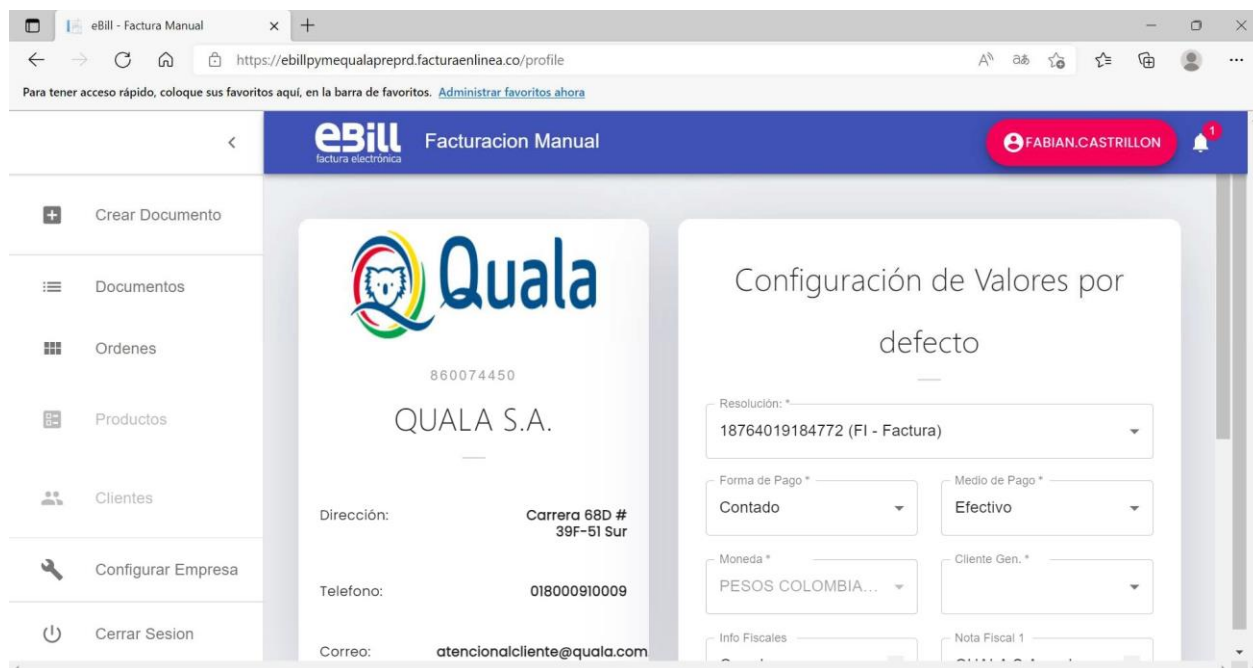 eBill - Factura Manual
https://ebillpymequalapreprd.facturaenlinea.co/profile
Para tener acceso rápido, coloque sus favoritos aquí, en la barra de favoritos. Administrar favoritos ahora
eBill
factura electrónica
Facturacion Manual
FABIAN.CASTRILLON
1
Crear Documento
Documentos
Ordenes
Productos
Clientes
Configurar Empresa
Cerrar Sesion
Quala
860074450
QUALA S.A.
Dirección: Carrera 68D #
39F-51 Sur
Telefono: 018000910009
Correo: atencionalcliente@quala.com
Configuración de Valores por
defecto
Resolución: *
18764019184772 (FI - Factura)
Forma de Pago *
Contado
Medio de Pago *
Efectivo
Moneda *
PESOS COLOMBIA...
Cliente Gen. *
Info Fiscales
Nota Fiscal 1